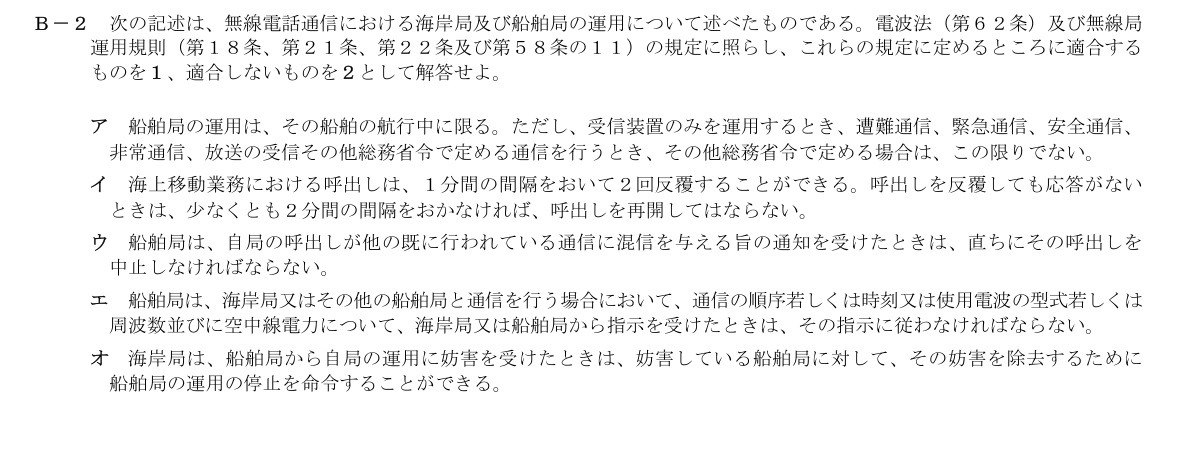 Ｂ－２　次の記述は、無線電話通信における海岸局及び船舶局の運用について述べたものである。電波法（第６２条）及び無線局
運用規則（第１８条、第２１条、第２２条及び第５８条の１１）の規定に照らし、これらの規定に定めるところに適合する
ものを１、適合しないものを２として解答せよ。
ア　船舶局の運用は、その船舶の航行中に限る。ただし、受信装置のみを運用するとき、遭難通信、緊急通信、安全通信、
非常通信、放送の受信その他総務省令で定める通信を行うとき、その他総務省令で定める場合は、この限りでない。
イ　海上移動業務における呼出しは、１分間の間隔をおいて２回反覆することができる。呼出しを反覆しても応答がない
ときは、少なくとも２分間の間隔をおかなければ、呼出しを再開してはならない。
ウ　船舶局は、自局の呼出しが他の既に行われている通信に混信を与える旨の通知を受けたときは、直ちにその呼出しを
中止しなければならない。
エ　船舶局は、海岸局又はその他の船舶局と通信を行う場合において、通信の順序若しくは時刻又は使用電波の型式若しくは
周波数並びに空中線電力について、海岸局又は船舶局から指示を受けたときは、その指示に従わなければならない。
オ　海岸局は、船舶局から自局の運用に妨害を受けたときは、妨害している船舶局に対して、その妨害を除去するために
船舶局の運用の停止を命令することができる。